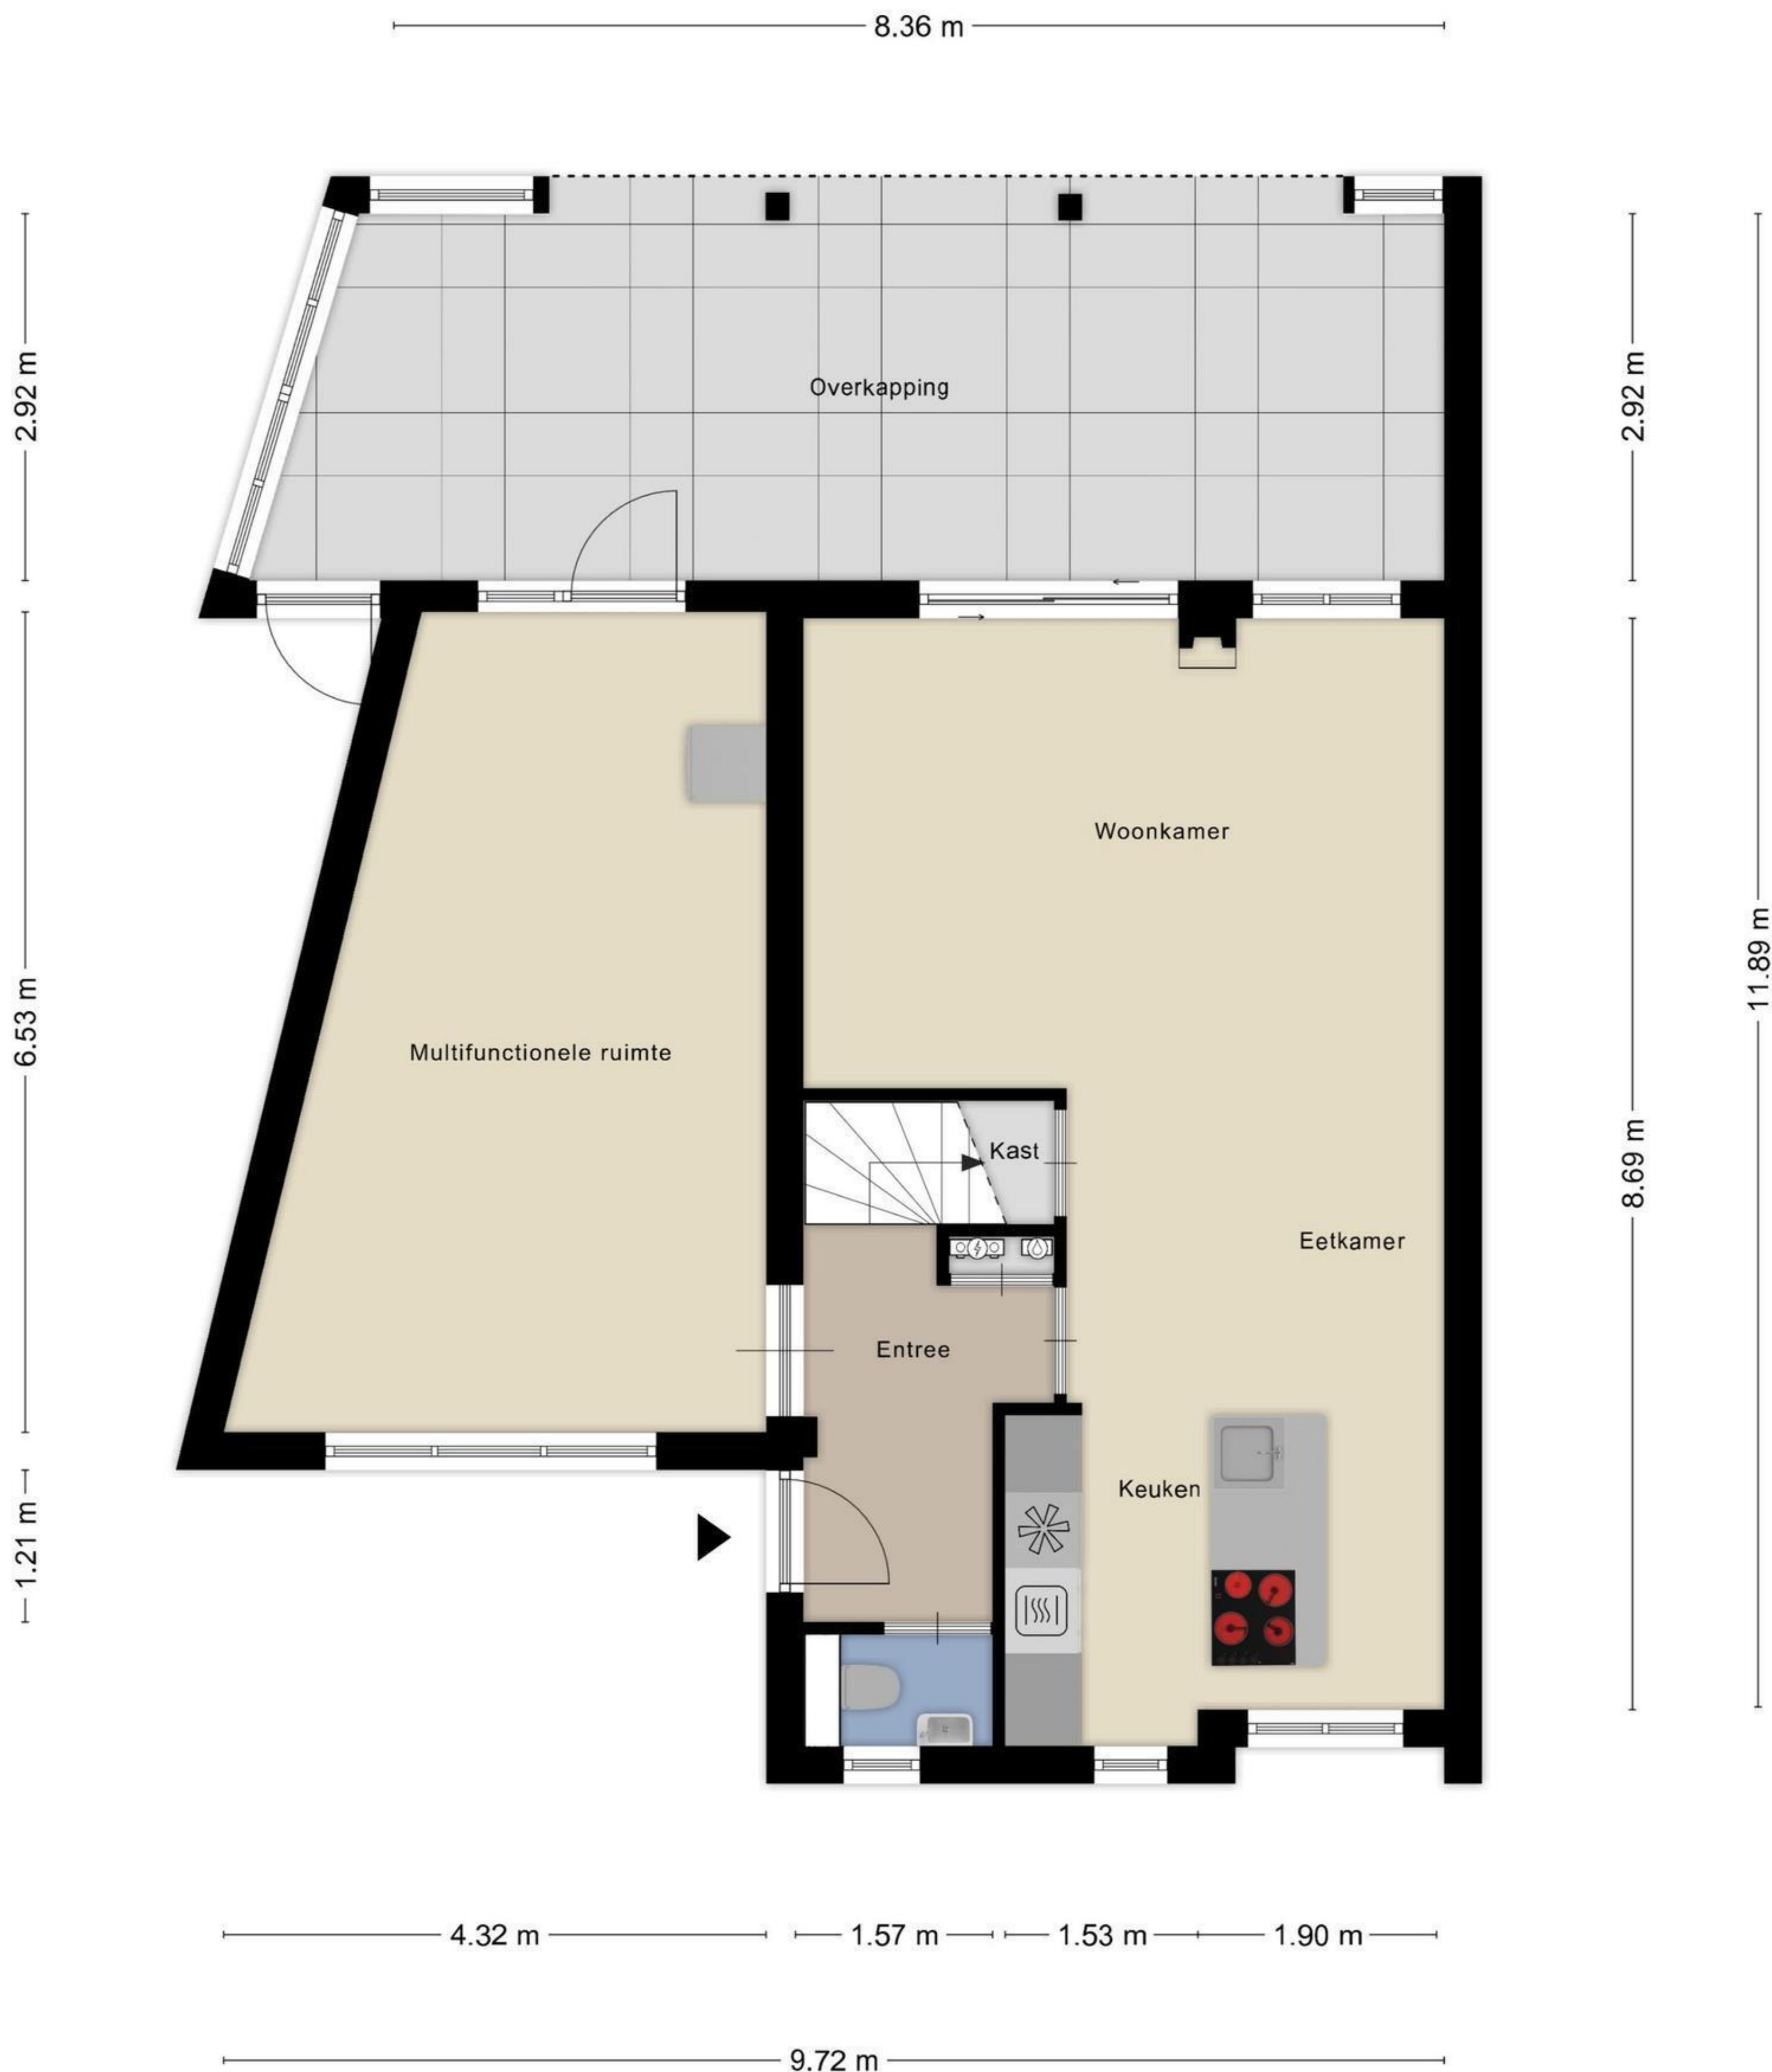 8.36 m
2.92 m
2.92 m
Overkapping
Woonkamer
11.89 m
6.53 m
Multifunctionele ruimte
Kast
8.69 m
Eetkamer
Entree
Keuken
1.21 m
4.32 m
1.57 m
1.53 m
1.90 m
9.72 m